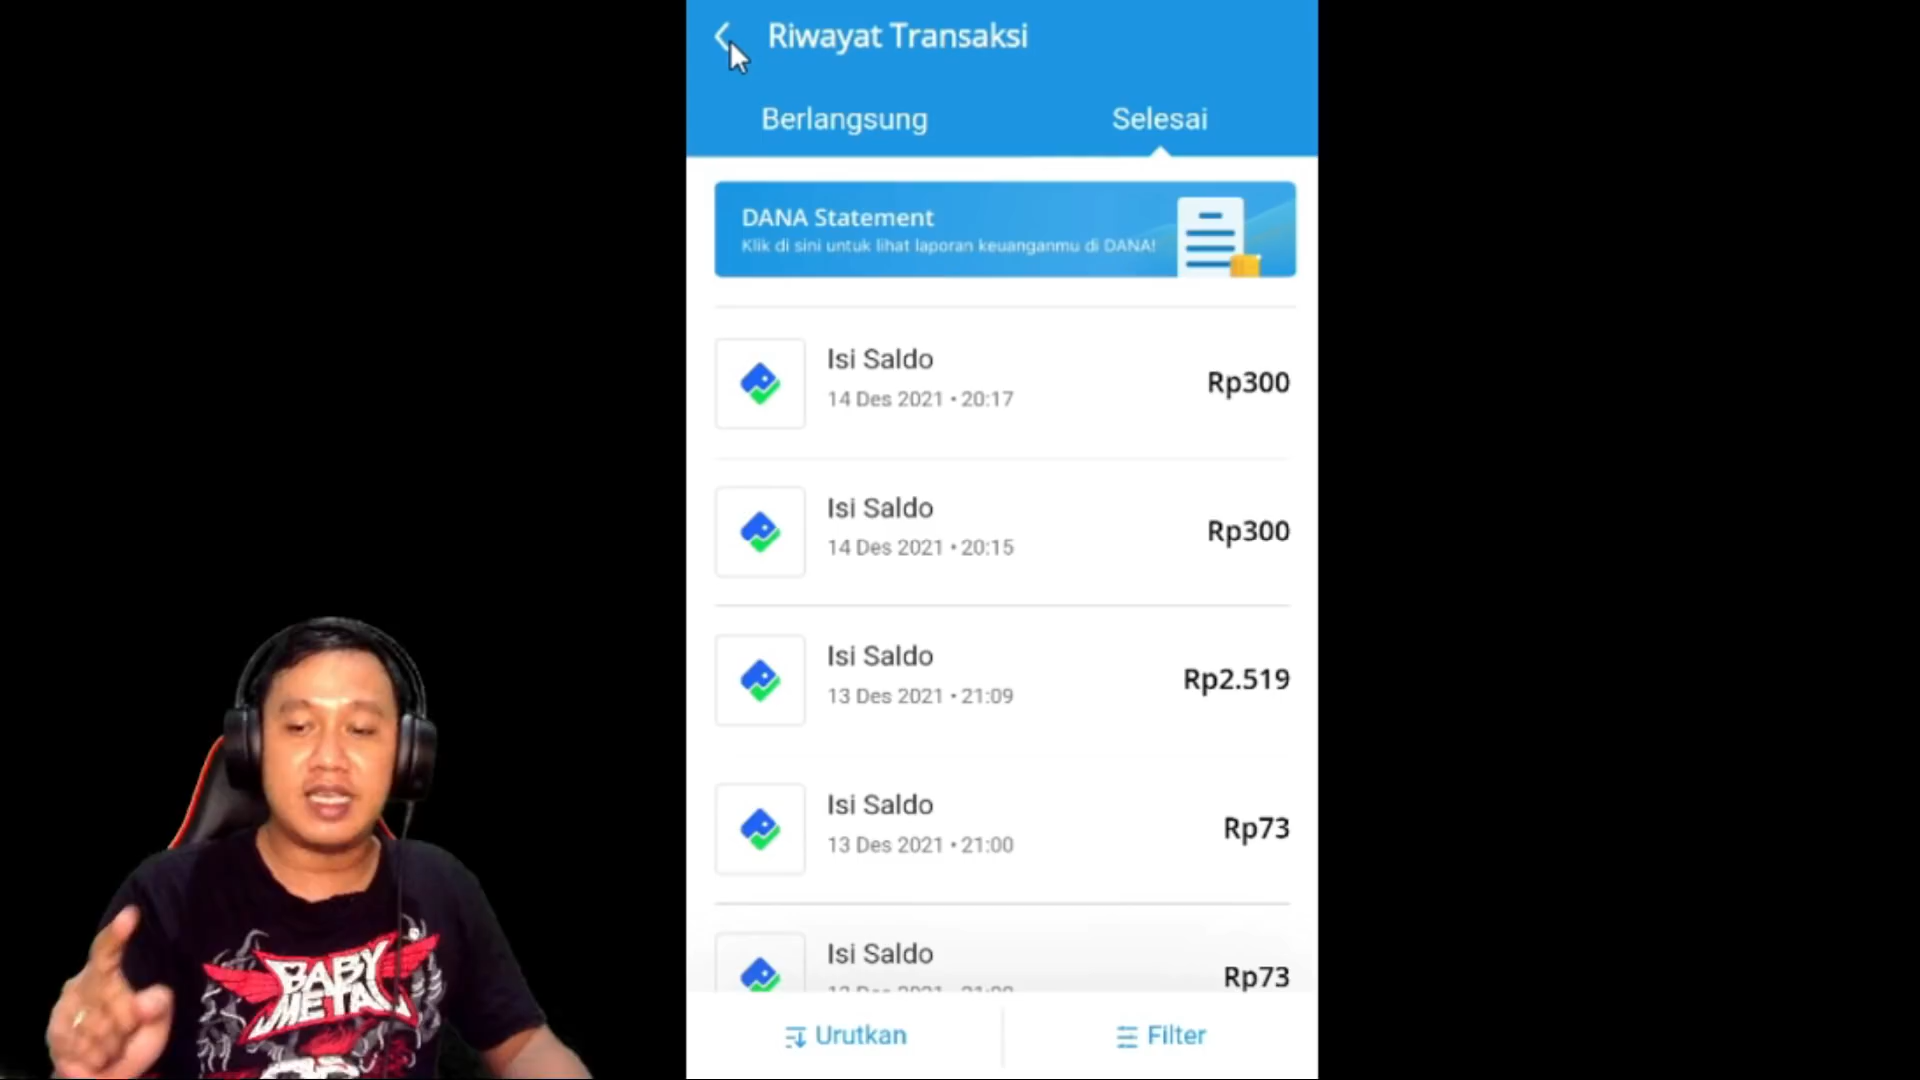 Riwayat Transaksi
Berlangsung
Selesai
DANA Statement
Klik di sini untuk lihat laporan keuanganmu di DANA!
Isi Saldo
14 Des 2021 • 20:17
Rp300
Isi Saldo
14 Des 2021 • 20:15
Rp300
Isi Saldo
13 Des 2021 • 21:09
Rp2.519
Isi Saldo
13 Des 2021 • 21:00
Rp73
Isi Saldo
Rp73
Urutkan
Filter
BABY
METAL